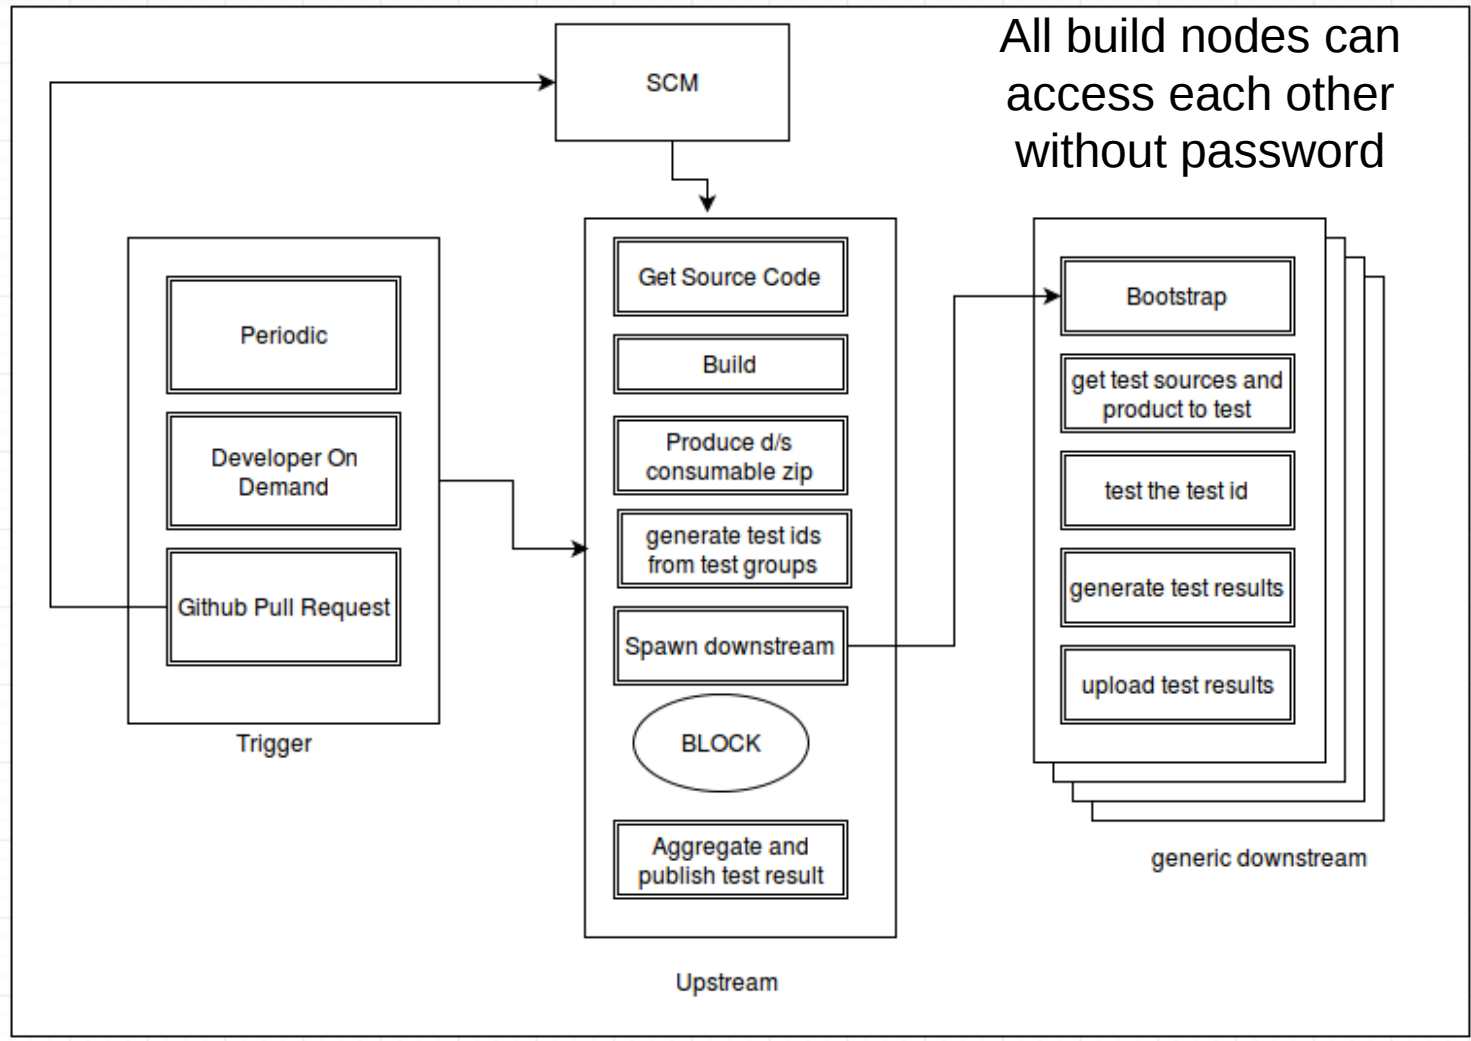 All build nodes can
access each other
without password
SCM
Periodic
Developer On
Demand
Github Pull Request
Trigger
Get Source Code
Build
Produce d/s
consumable zip
generate test ids
from test groups
Spawn downstream
BLOCK
Aggregate and
publish test result
Upstream
Bootstrap
get test sources and
product to test
test the test id
generate test results
upload test results
generic downstream